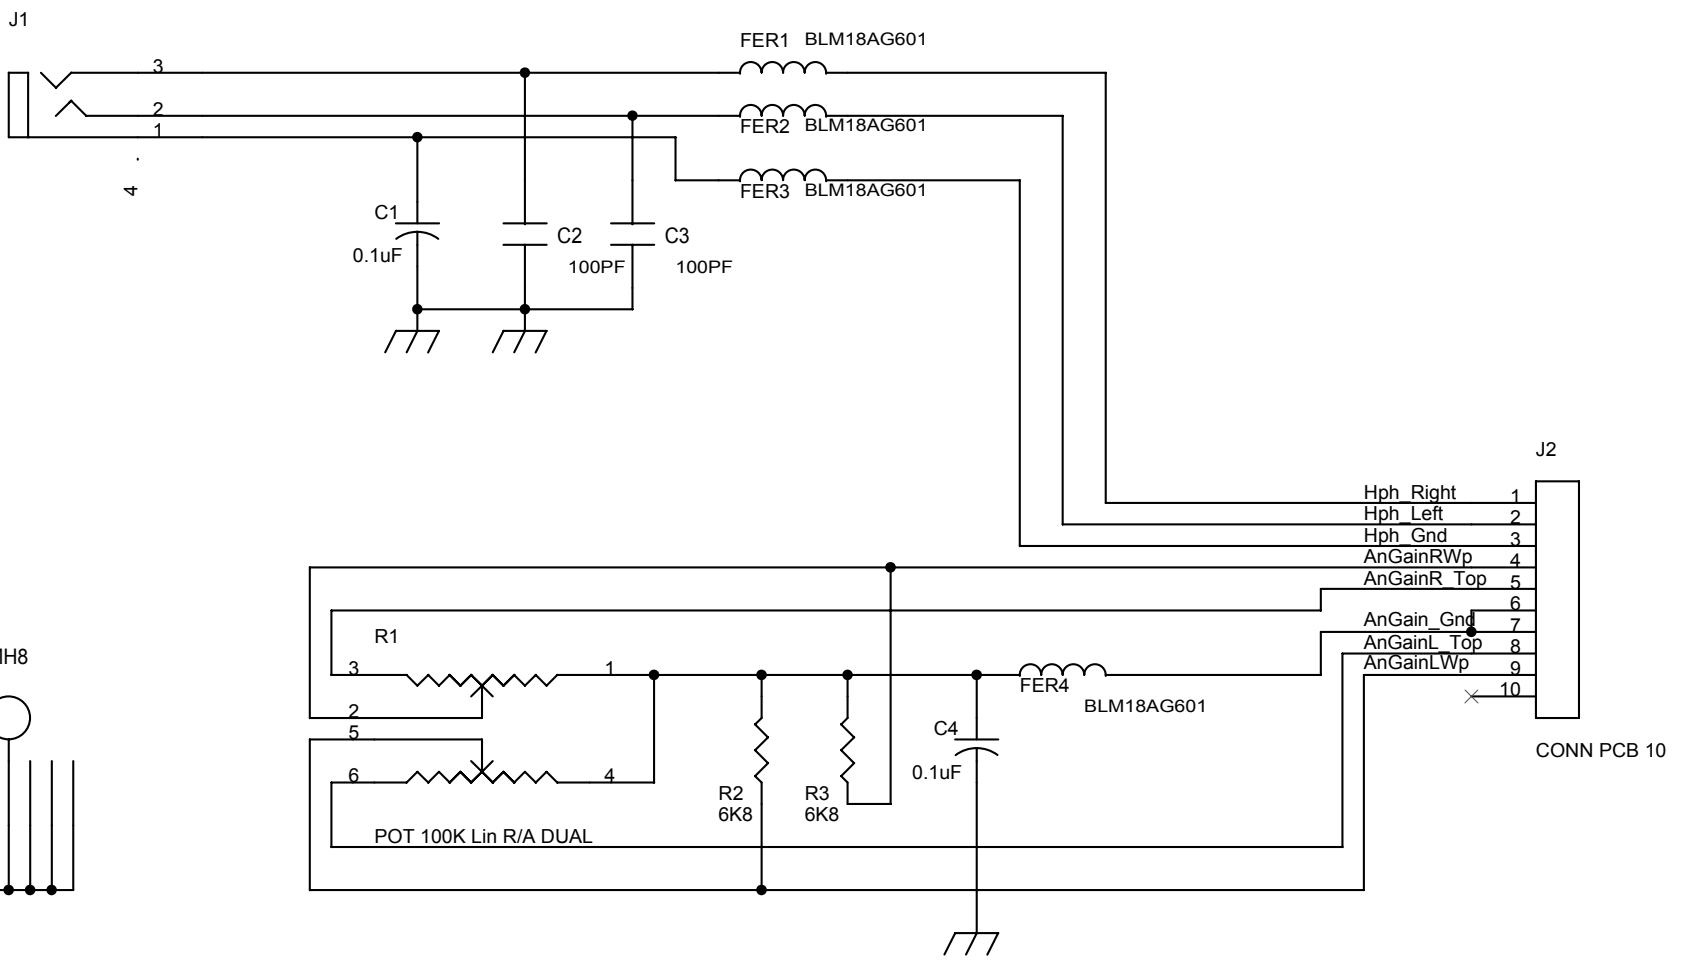 J1
FER1 BLM18AG601
3
2
FER2 BLM18AG601
1
4
FER3 BLM18AG601
C1
0.1uF
C2
100PF
C3
100PF
J2
Hph_Right 1
Hph_Left 2
Hph_Gnd 3
AnGainRWp 4
AnGainR_Top 5
6
AnGain_Gnd 7
AnGainL_Top 8
AnGainLWp 9
10
CONN PCB 10
R1
3 1
2
5
6 4
POT 100K Lin R/A DUAL
FER4
BLM18AG601
C4
0.1uF
R2
6K8
R3
6K8